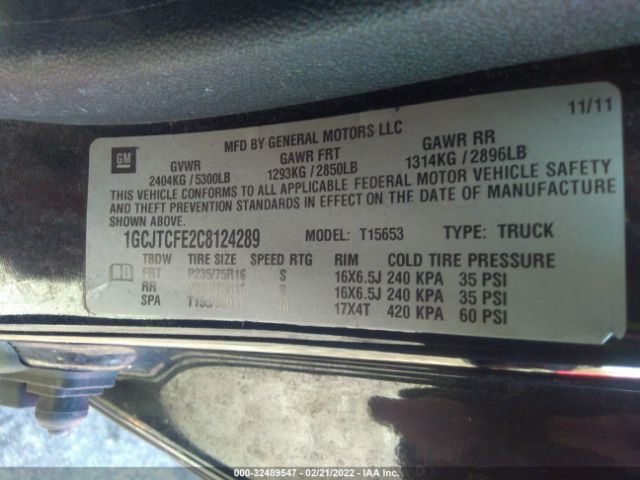 11/11
MFD BY GENERAL MOTORS LLC
GM
GVWR GAWR FRT GAWR RR
2404KG / 5300LB 1293KG / 2850LB 1314KG / 2896LB
THIS VEHICLE CONFORMS TO ALL APPLICABLE FEDERAL MOTOR VEHICLE SAFETY
AND THEFT PREVENTION STANDARDS IN EFFECT ON THE DATE OF MANUFACTURE
SHOWN ABOVE.
1GCJTCFE2C8124289 MODEL: T15653 TYPE: TRUCK
TBDW TIRE SIZE SPEED RTG RIM COLD TIRE PRESSURE
FRT P235/75R16 S 16X6.5J 240 KPA 35 PSI
RR S 16X6.5J 240 KPA 35 PSI
SPA 17X4T 420 KPA 60 PSI
000-32489547 - 02/21/2022 - IAA Inc.